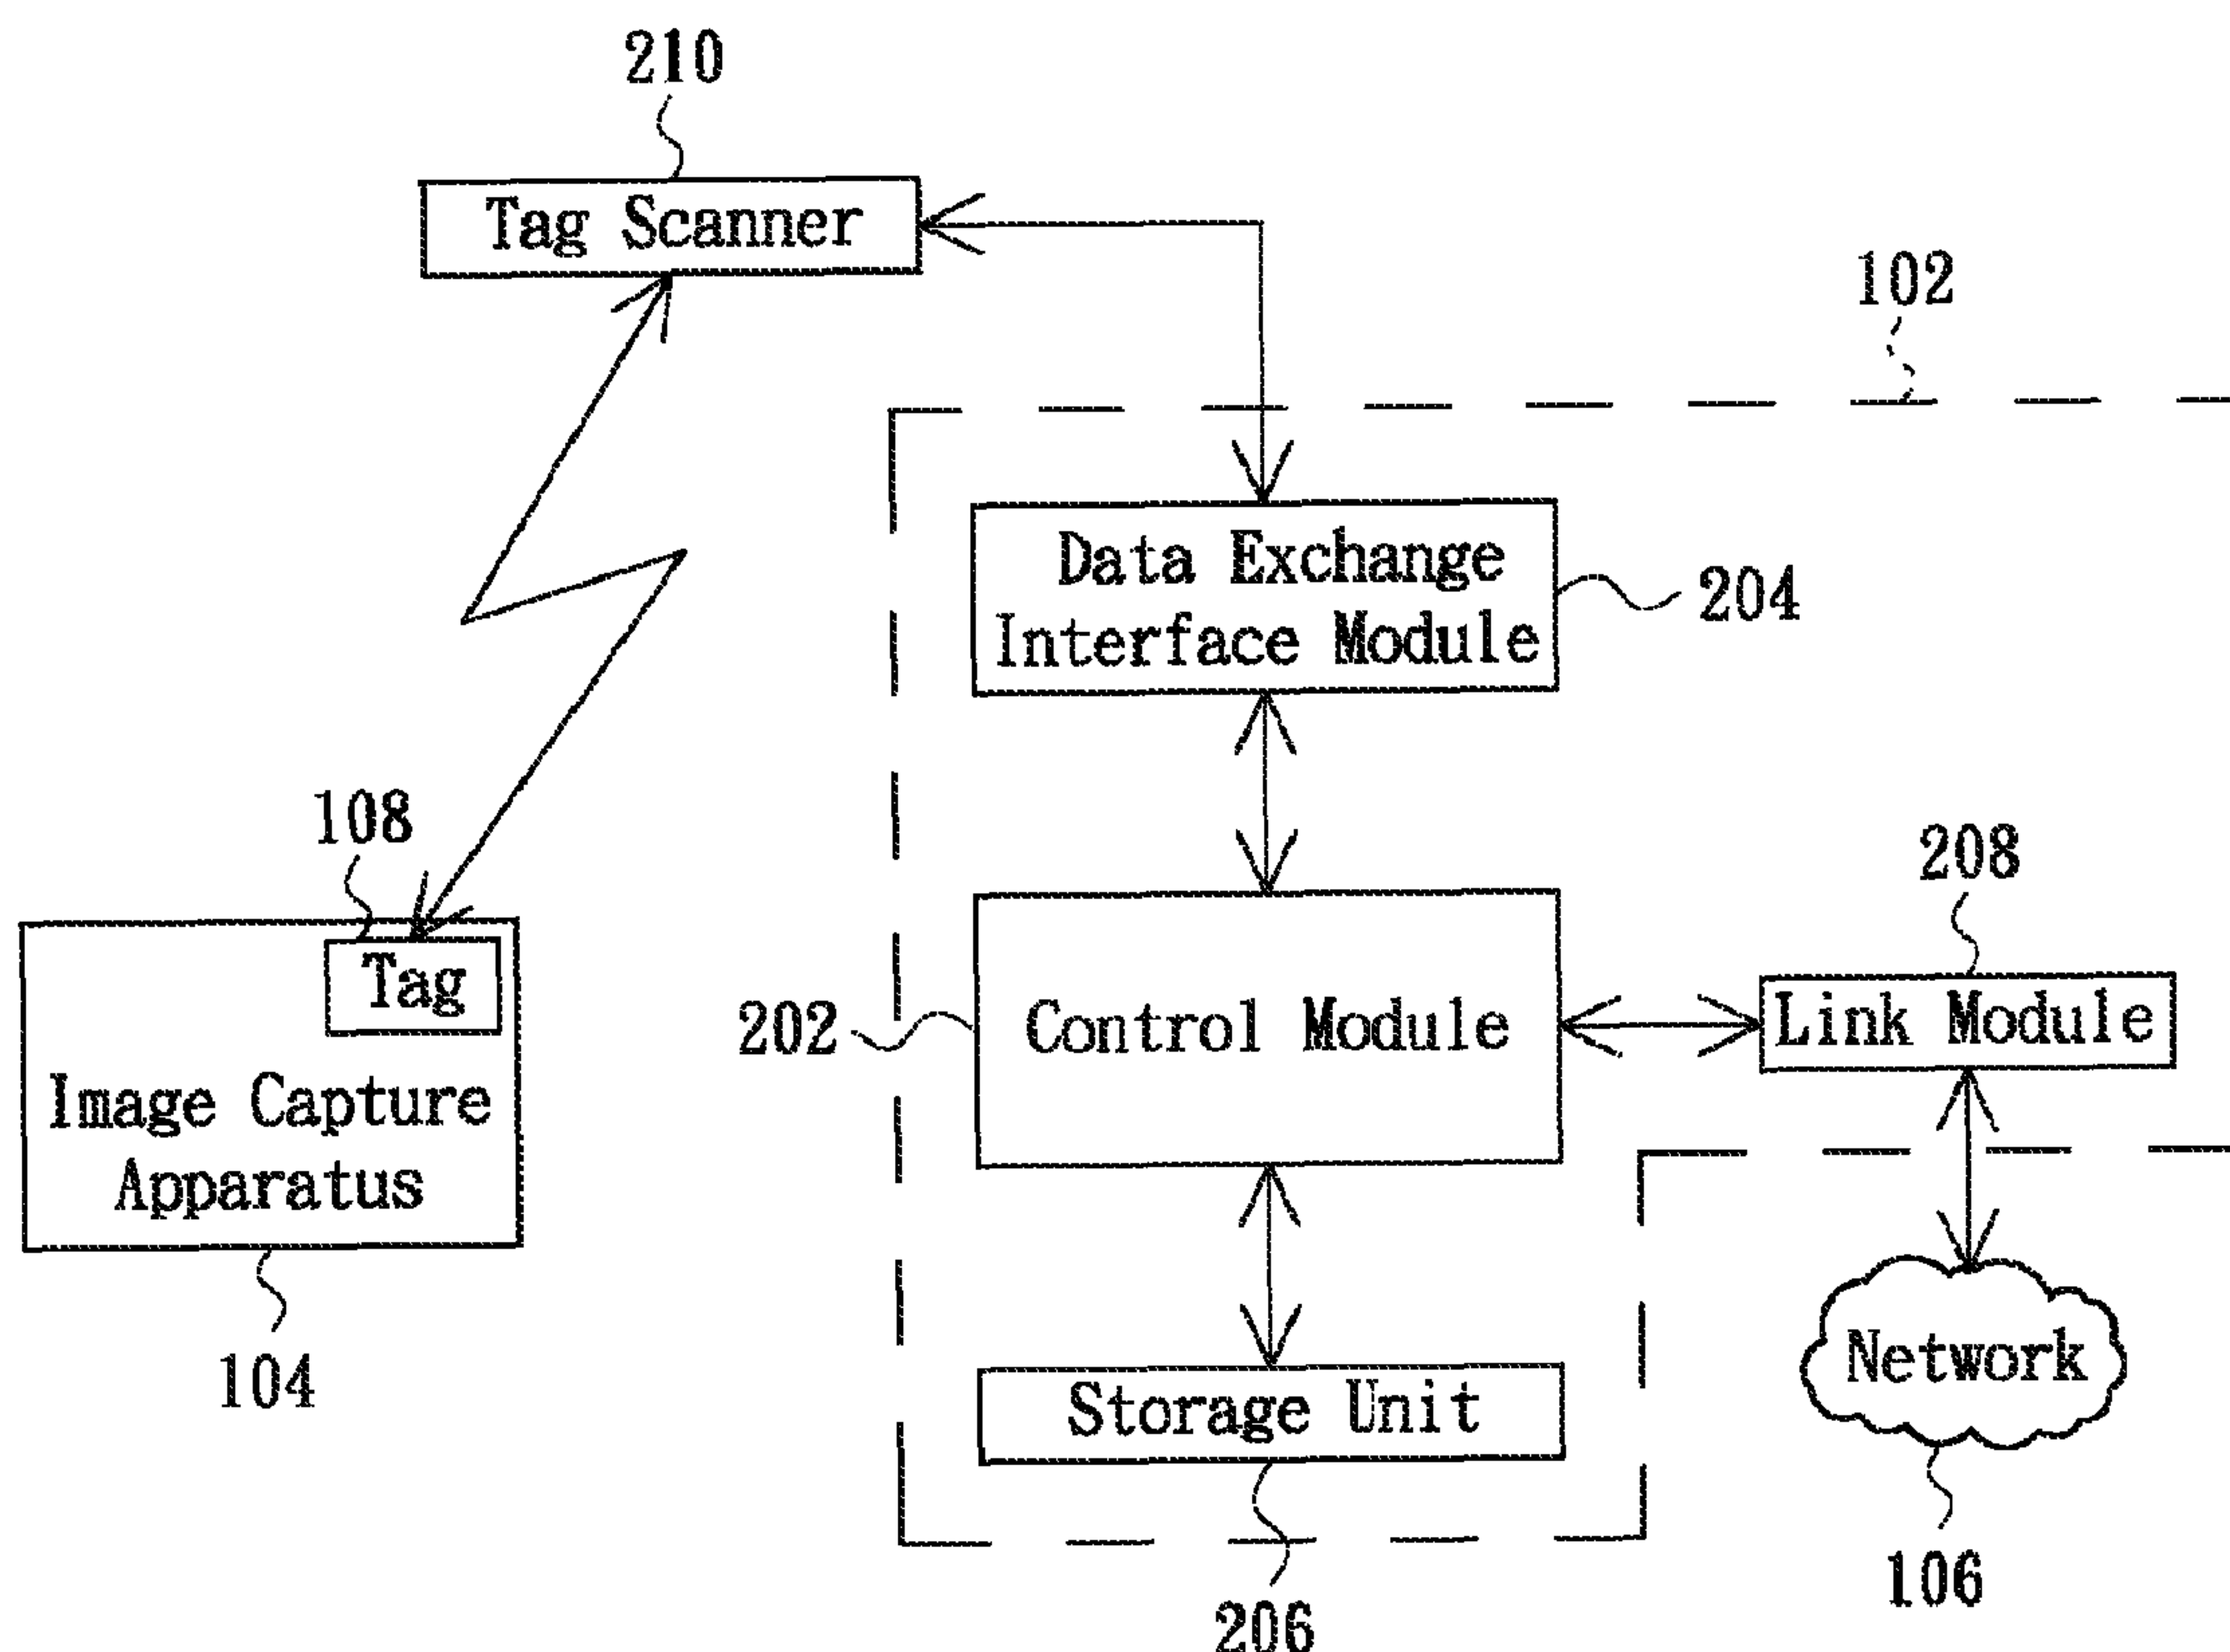 210
Tag Scanner
102
Data Exchange
Interface Module
204
108
Tag
Image Capture
Apparatus
104
202
Control Module
208
Link Module
Storage Unit
206
Network
106